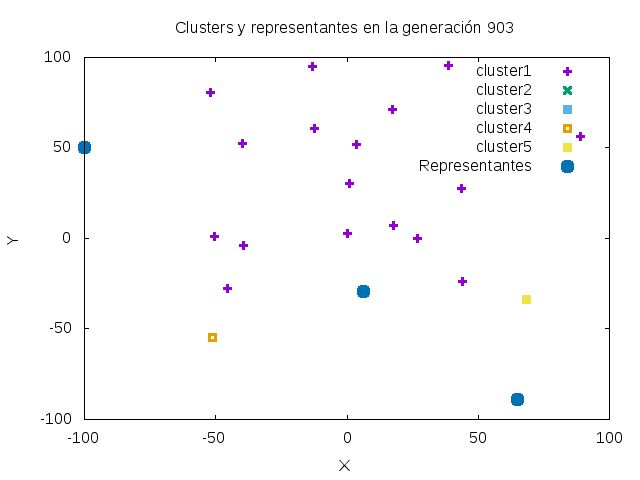 Clusters y representantes en la generación 903
100
50
0
-50
-100
-100
-50
0
50
100
X
Y
cluster1
cluster2
cluster3
cluster4
cluster5
Representantes